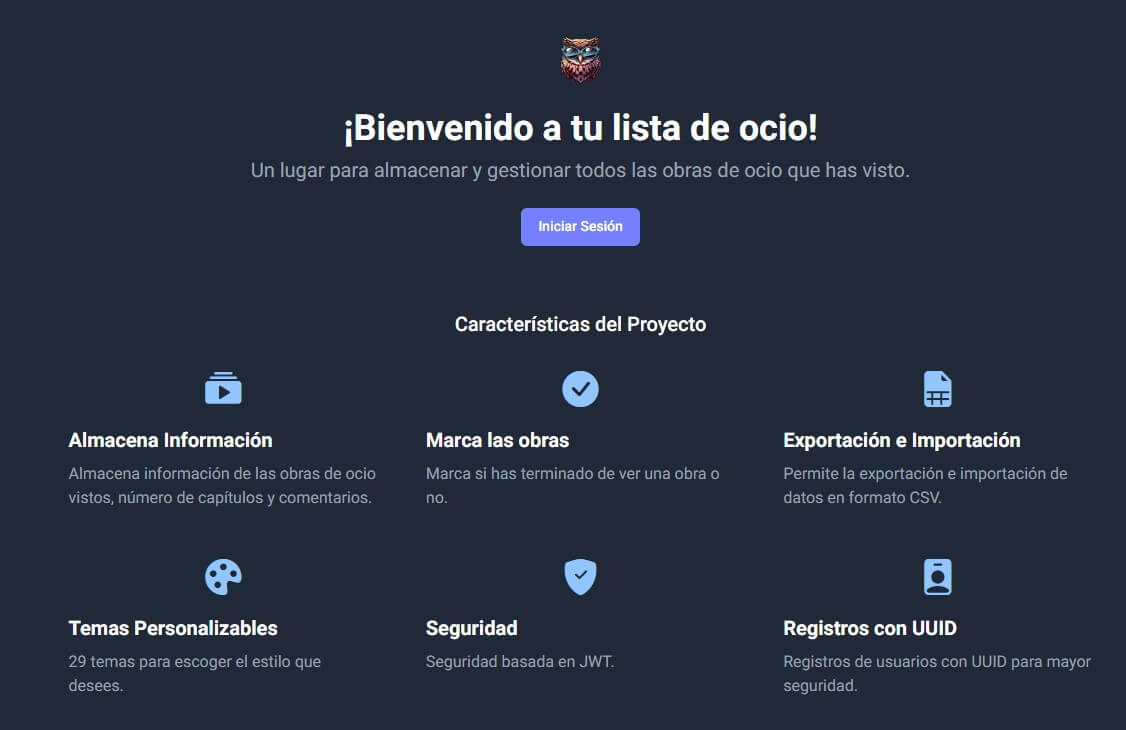 ¡Bienvenido a tu lista de ocio!
Un lugar para almacenar y gestionar todos las obras de ocio que has visto.
Iniciar Sesión
Características del Proyecto
Almacena Información
Almacena información de las obras de ocio
vistos, número de capítulos y comentarios.
Marca las obras
Marca si has terminado de ver una obra o
no.
Exportación e Importación
Permite la exportación e importación de
datos en formato CSV.
Temas Personalizables
29 temas para escoger el estilo que
desees.
Seguridad
Seguridad basada en JWT.
Registros con UUID
Registros de usuarios con UUID para mayor
seguridad.